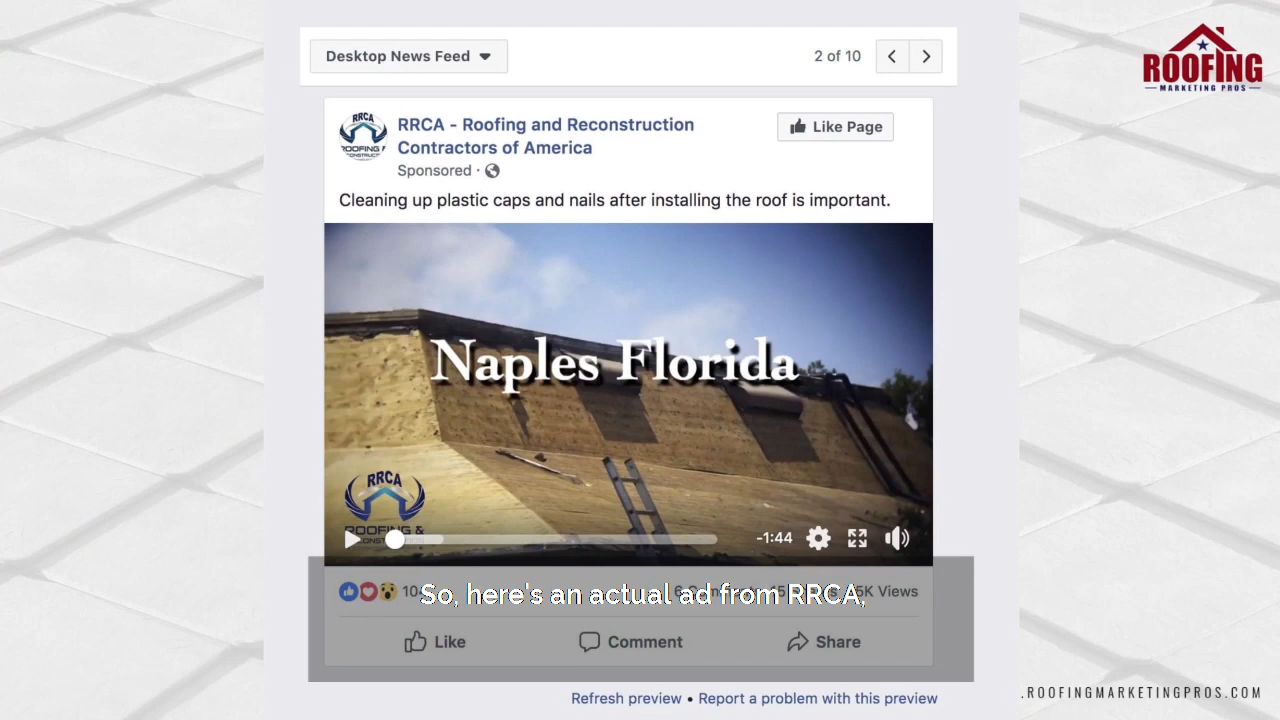 Desktop News Feed
2 of 10
ROOFING
MARKETING PROS
RRCA - Roofing and Reconstruction
Contractors of America
Like Page
Sponsored ·
Cleaning up plastic caps and nails after installing the roof is important.
Naples Florida
RRCA
ROOFING &
-1:44
So, here's an actual ad from RRCA,
Views
Like
Comment
Share
Refresh preview • Report a problem with this preview
.ROOFINGMARKETINGPROS.COM